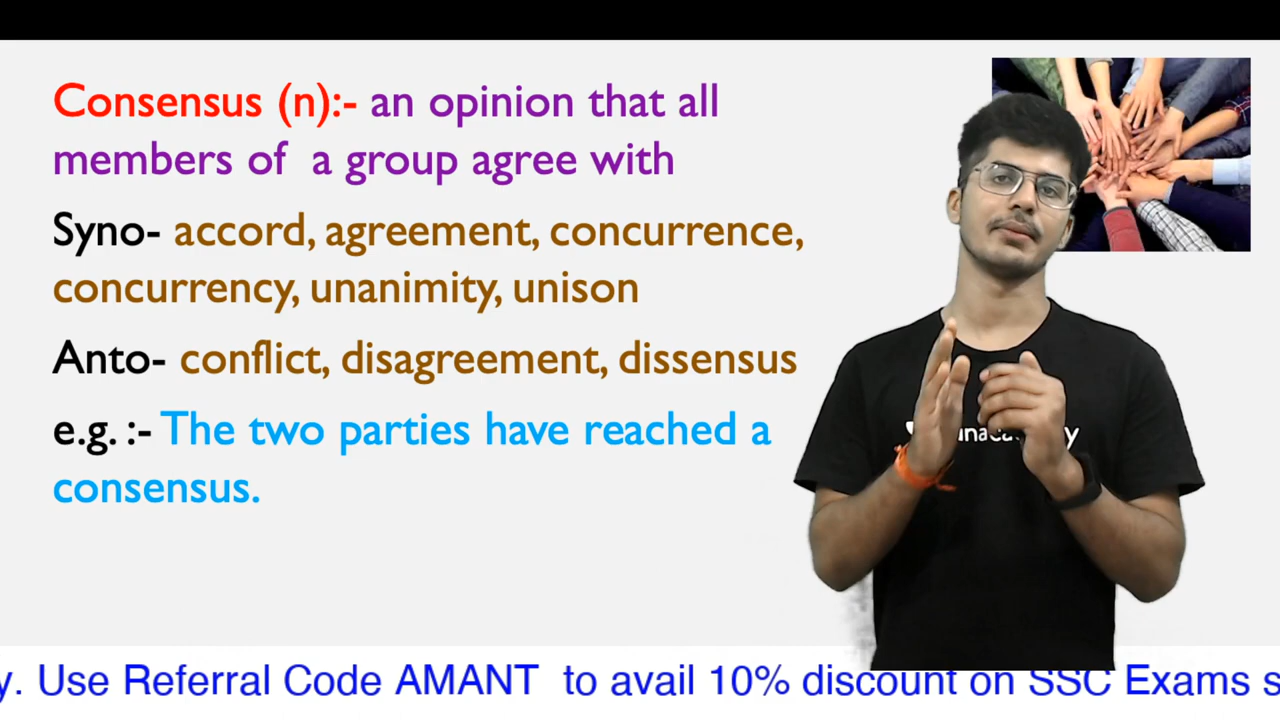 Consensus (n):- an opinion that all
members of a group agree with
Syno- accord, agreement, concurrence,
concurrency, unanimity, unison
Anto- conflict, disagreement, dissensus
e.g. :- The two parties have reached a
consensus.
y. Use Referral Code AMANT to avail 10% discount on SSC Exams s